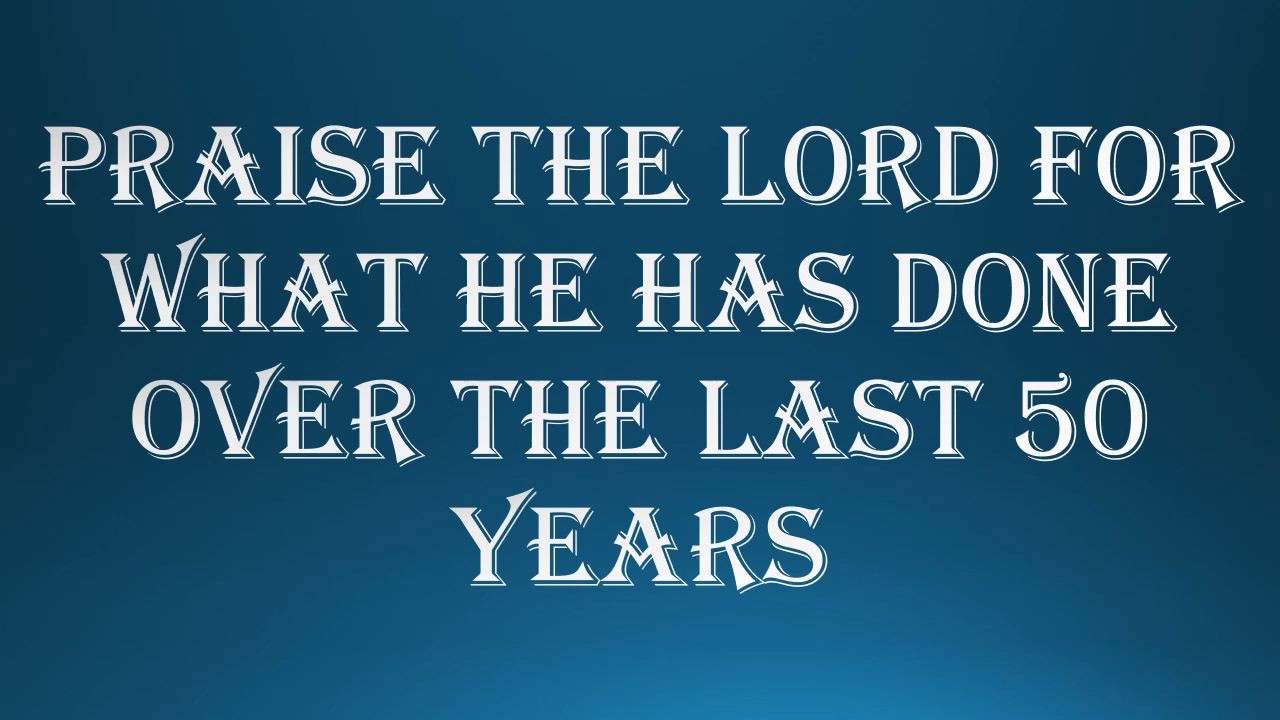 PRAISE THE LORD FOR
WHAT HE HAS DONE
OVER THE LAST 50
YEARS